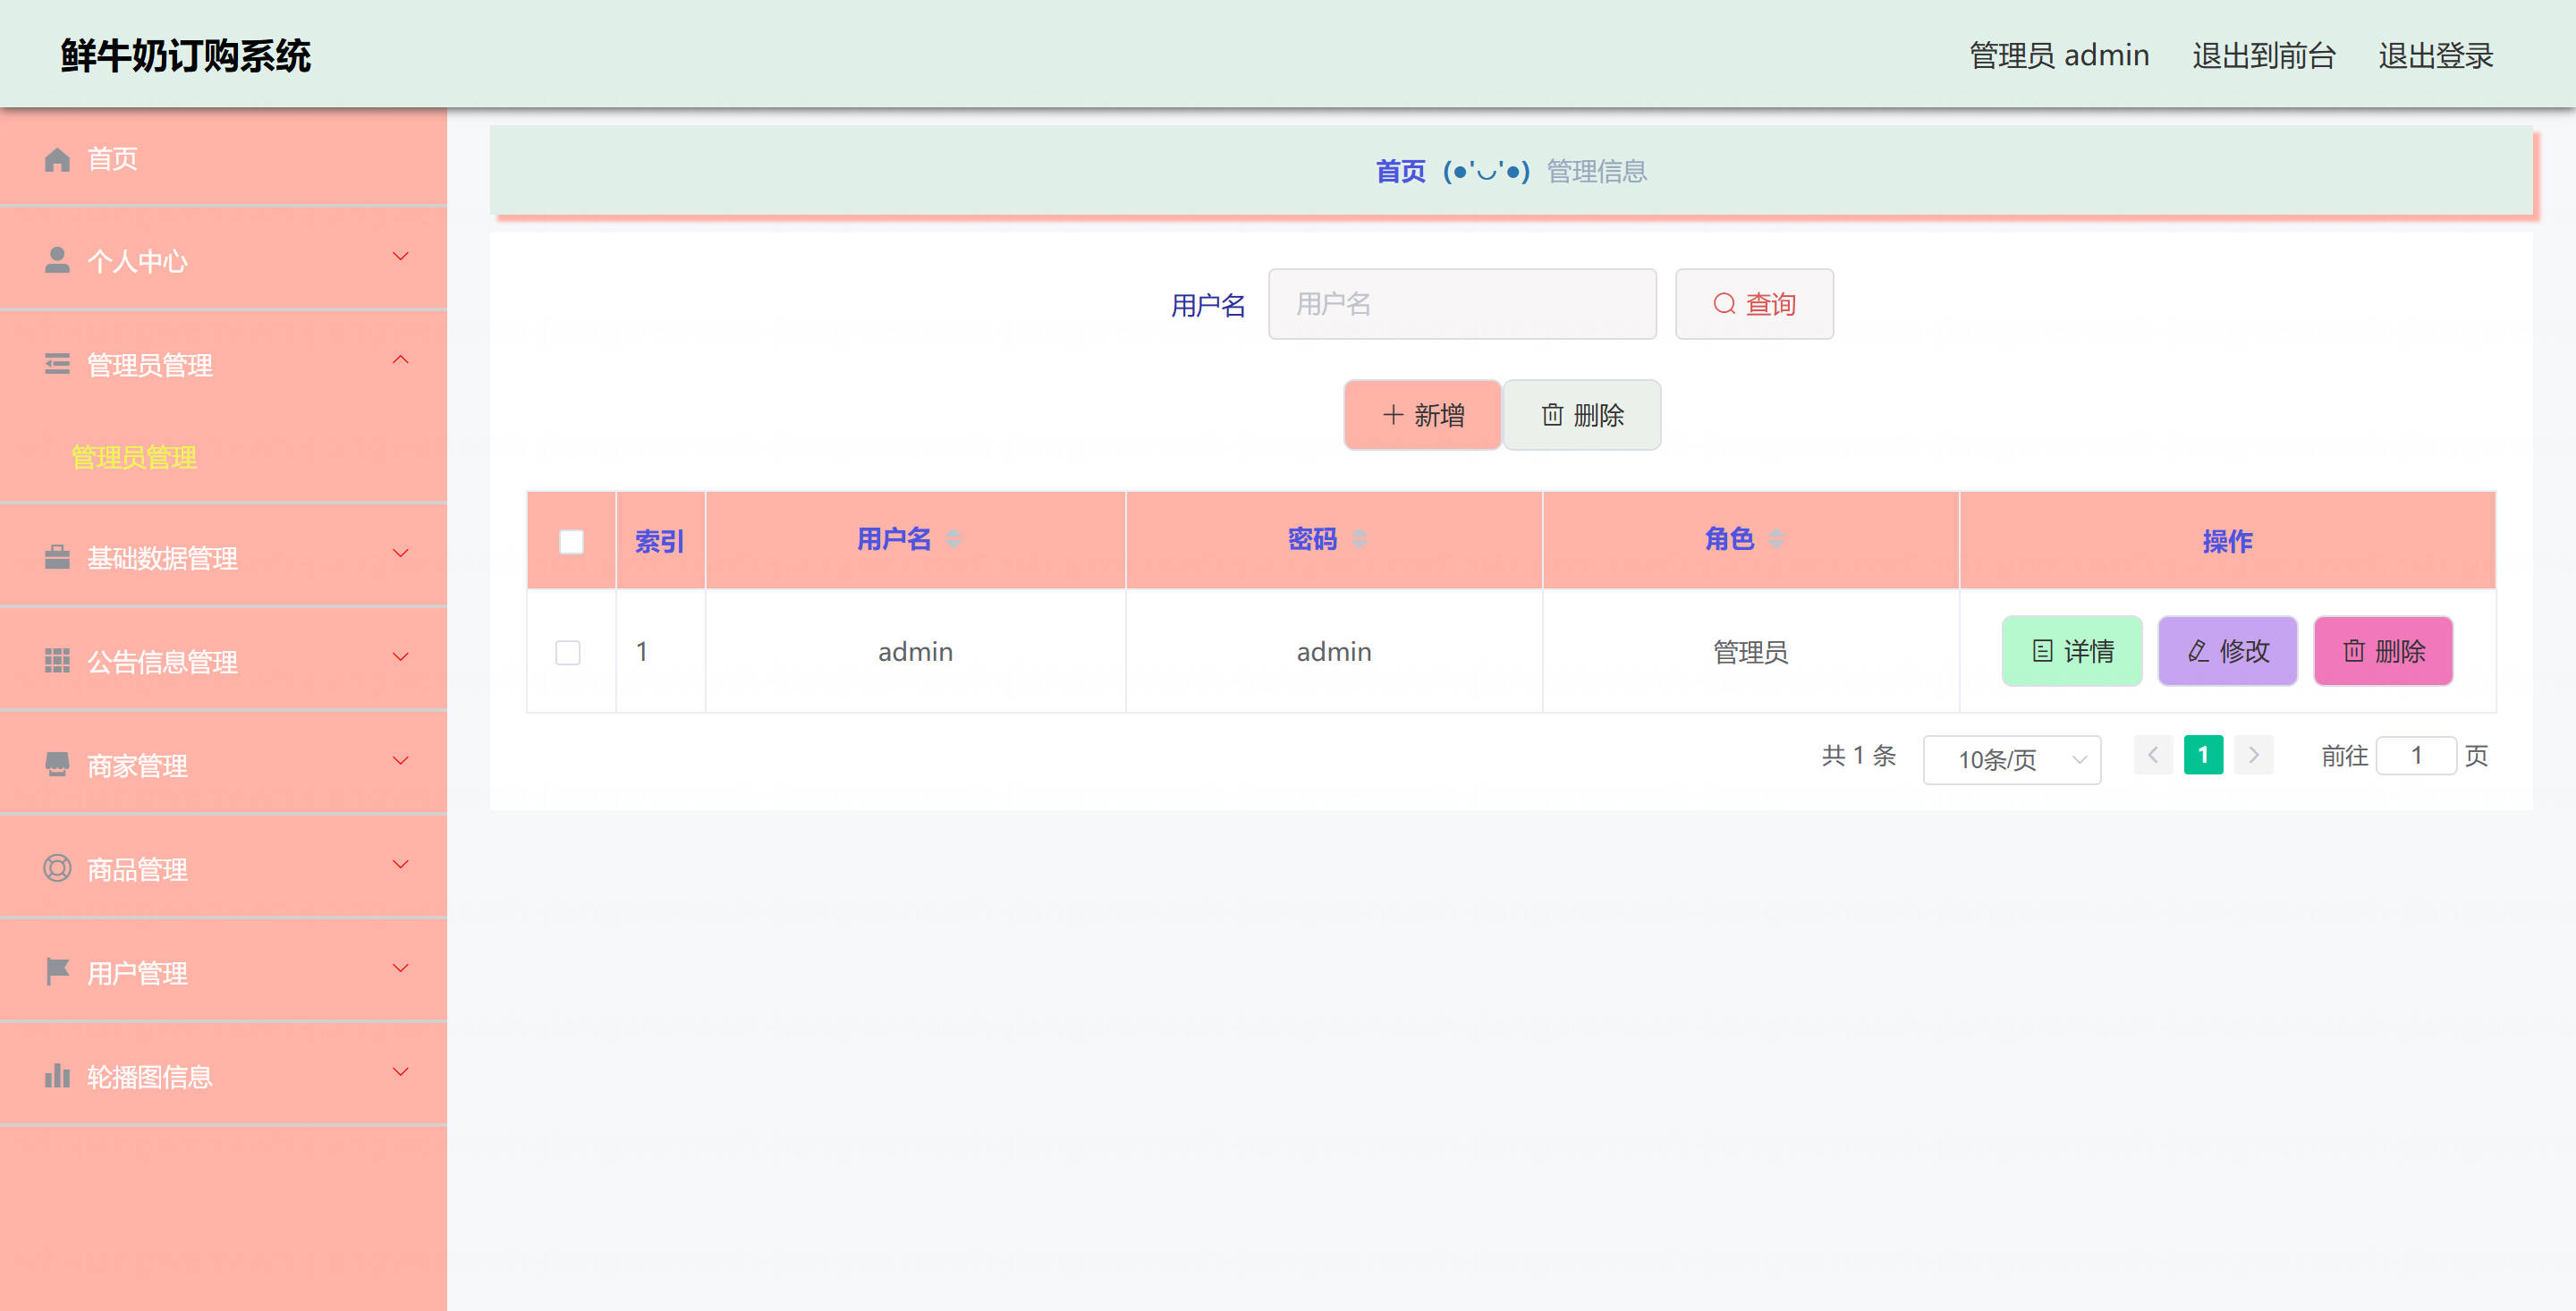 鲜牛奶订购系统
管理员 admin 退出到前台 退出登录
首页
个人中心
管理员管理
管理员管理
基础数据管理
公告信息管理
商家管理
商品管理
用户管理
轮播图信息
首页 (●'◡'●) 管理信息
用户名 用户名 查询
新增 删除
索引 用户名 密码 角色 操作
1 admin admin 管理员 详情 修改 删除
共 1 条 10条/页 1 前往 1 页